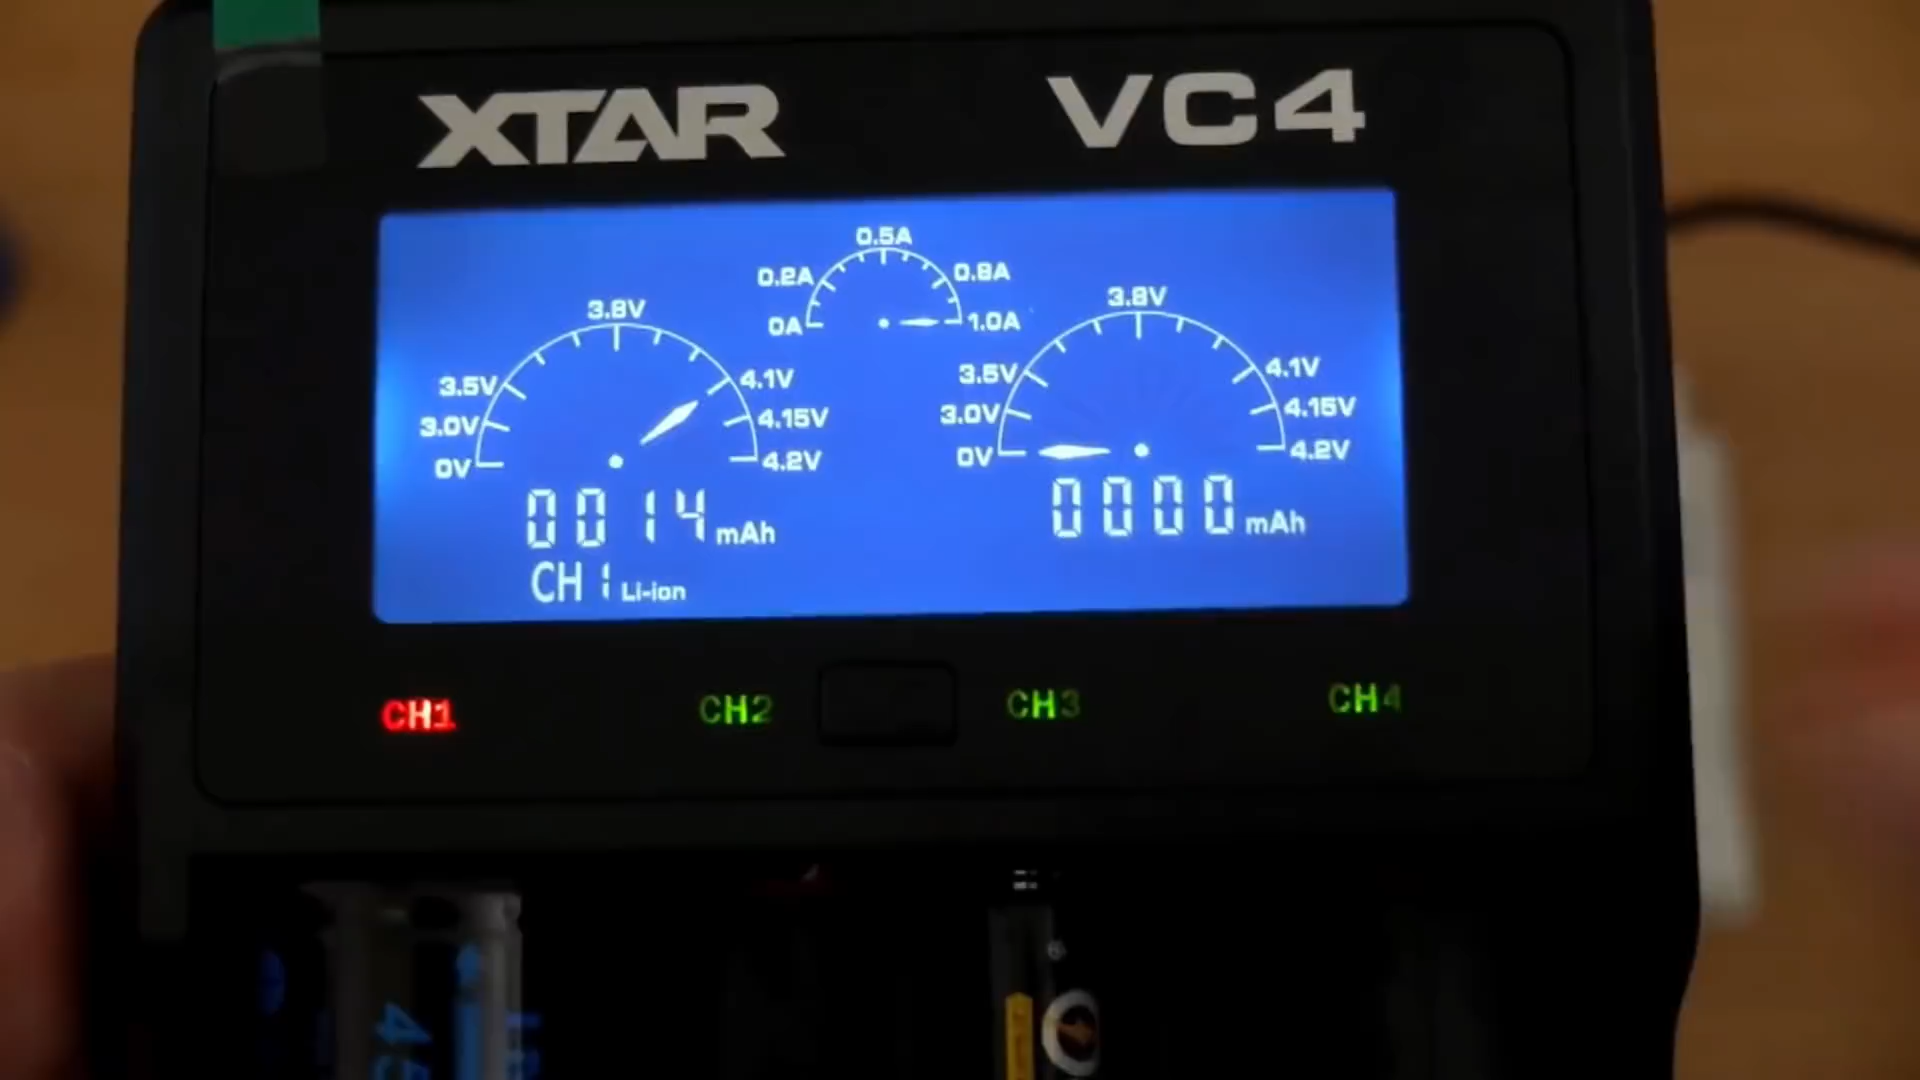 XTAR VC4
0.5A
0.2A 0.8A
0A 1.0A
3.8V 3.8V
3.5V 4.1V 3.5V 4.1V
3.0V 4.15V 3.0V 4.15V
0V 4.2V 0V 4.2V
0014 mAh 0000 mAh
CH1 Li-ion
CH1 CH2 CH3 CH4